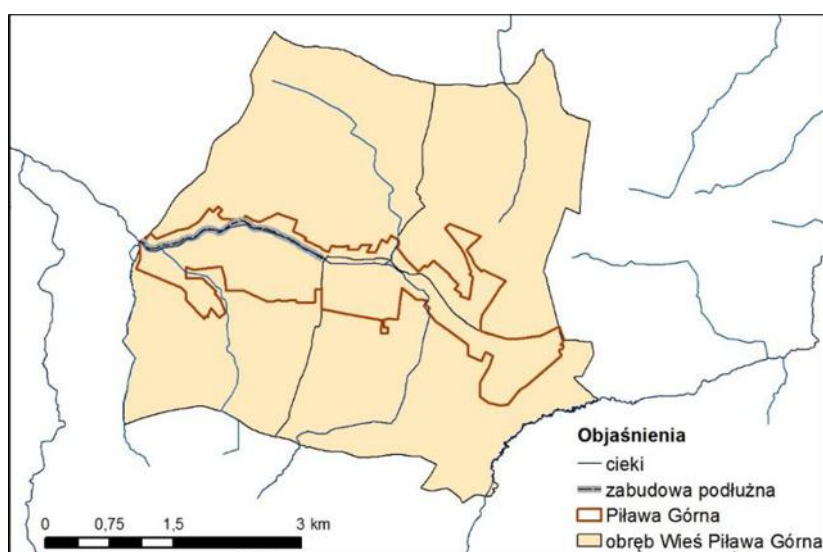 Objaśnienia
cieki
zabudowa podłużna
Piława Górna
obręb Wieś Piława Górna
0 0,75 1,5 3 km